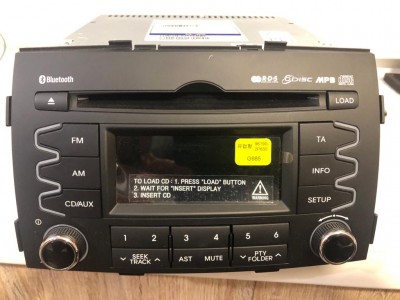 Bluetooth
RDS
6 DISC
MP3
LOAD
FM
TA
AM
INFO
CD/AUX
SETUP
TO LOAD CD : 1. PRESS "LOAD" BUTTON
2. WAIT FOR "INSERT" DISPLAY
3. INSERT CD
WARNING
1 2 3 4 5 6
SEEK
TRACK
AST MUTE
PTY
FOLDER